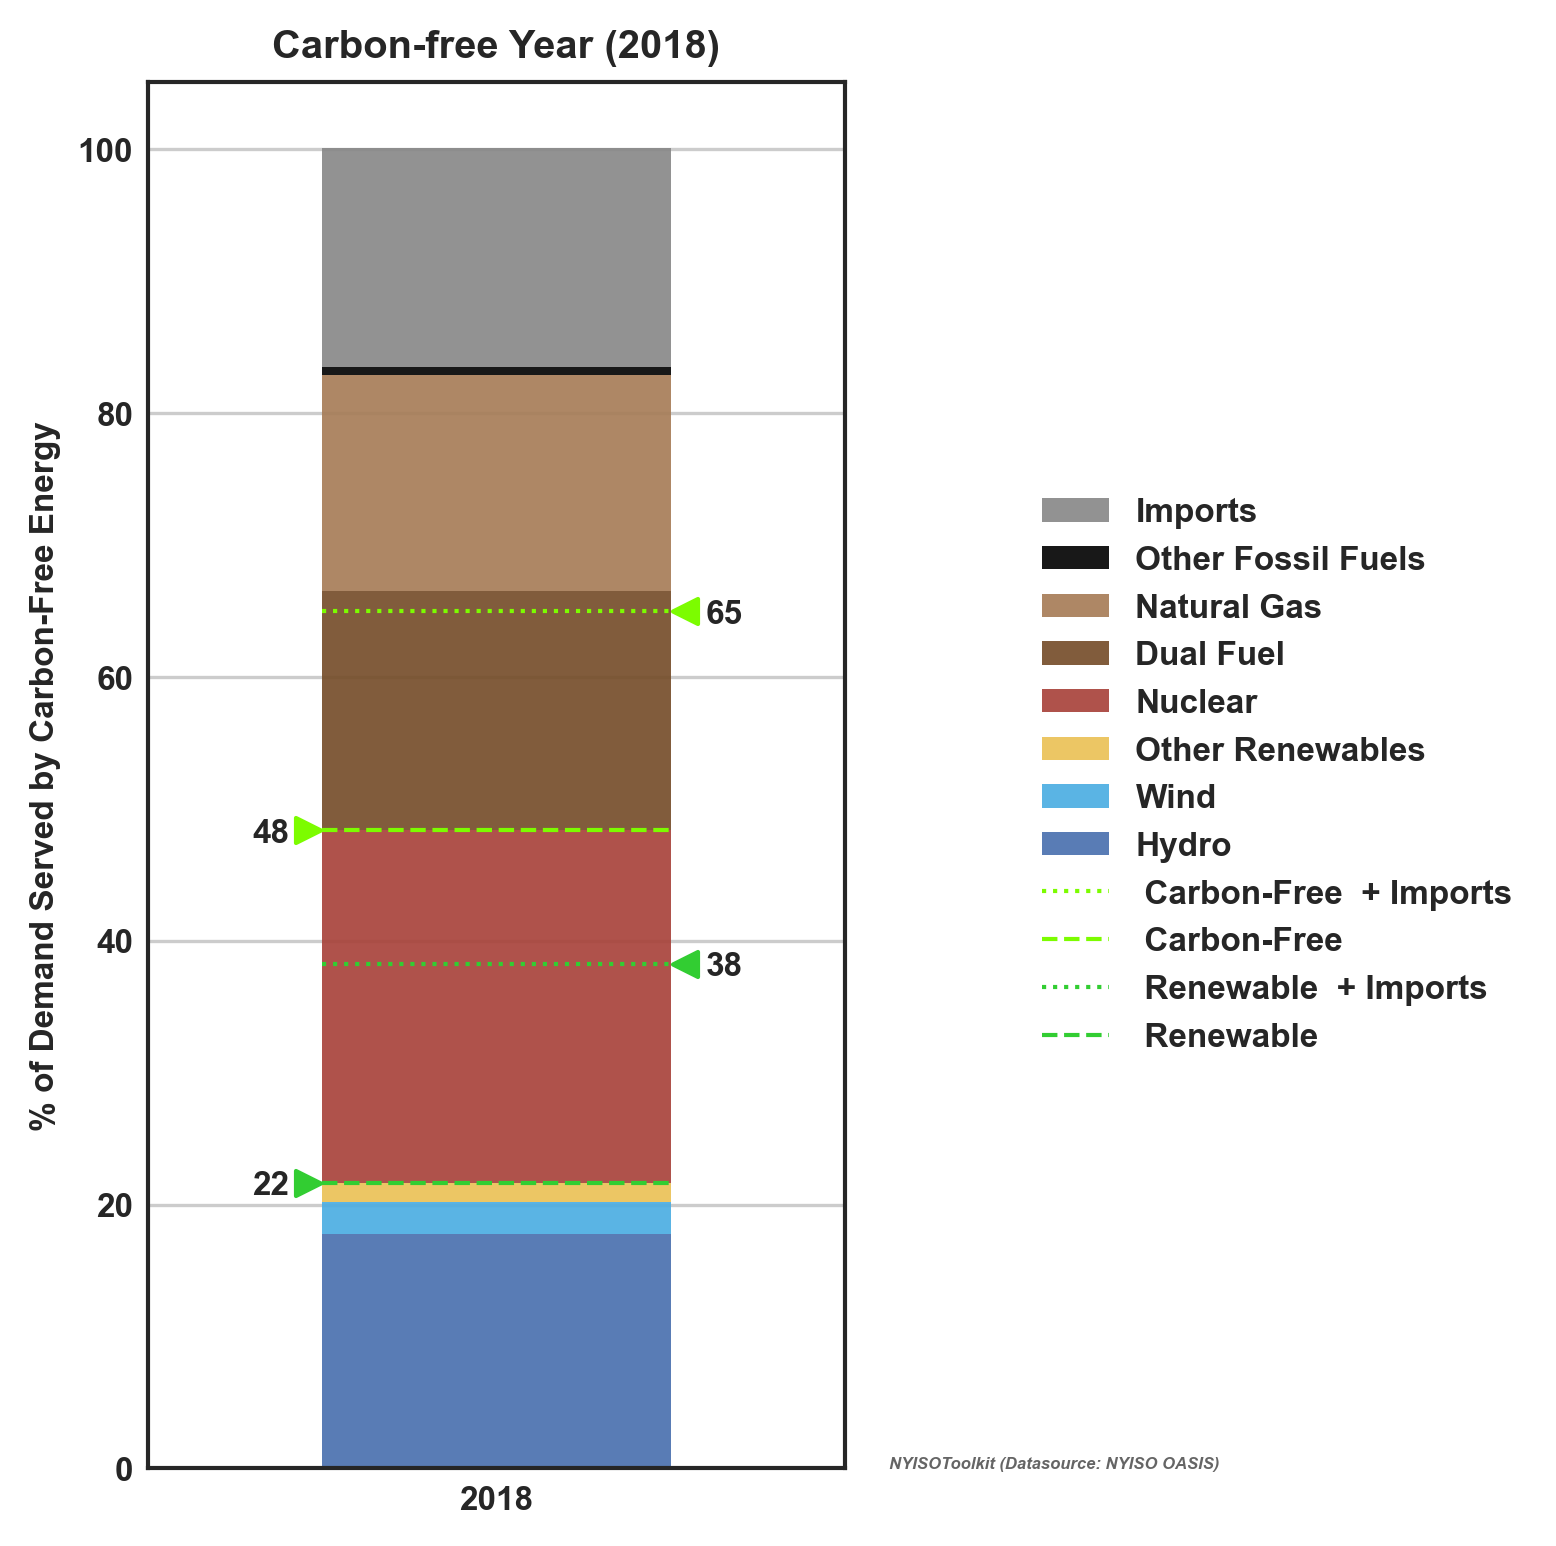 Carbon-free Year (2018)
% of Demand Served by Carbon-Free Energy
100
80
60
40
20
0
65
48
38
22
2018
Imports
Other Fossil Fuels
Natural Gas
Dual Fuel
Nuclear
Other Renewables
Wind
Hydro
Carbon-Free + Imports
Carbon-Free
Renewable + Imports
Renewable
NYISOToolkit (Datasource: NYISO OASIS)